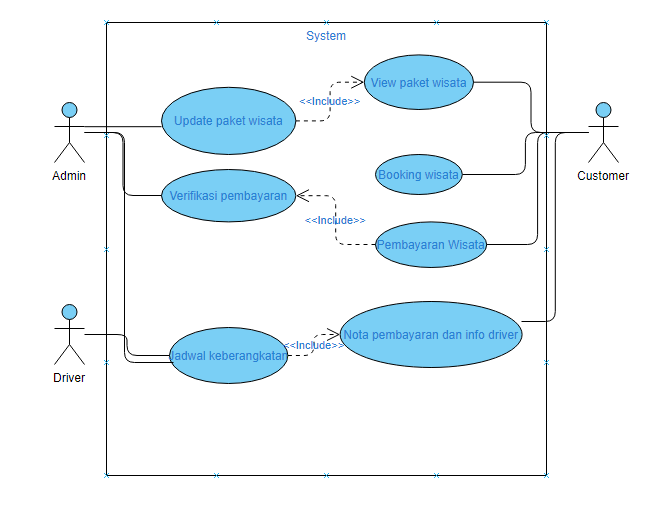 System
View paket wisata
<<Include>>
Update paket wisata
Admin
Customer
Booking wisata
Verifikasi pembayaran
<<Include>>
Pembayaran Wisata
Nota pembayaran dan info driver
<<Include>>
Jadwal keberangkatan
Driver